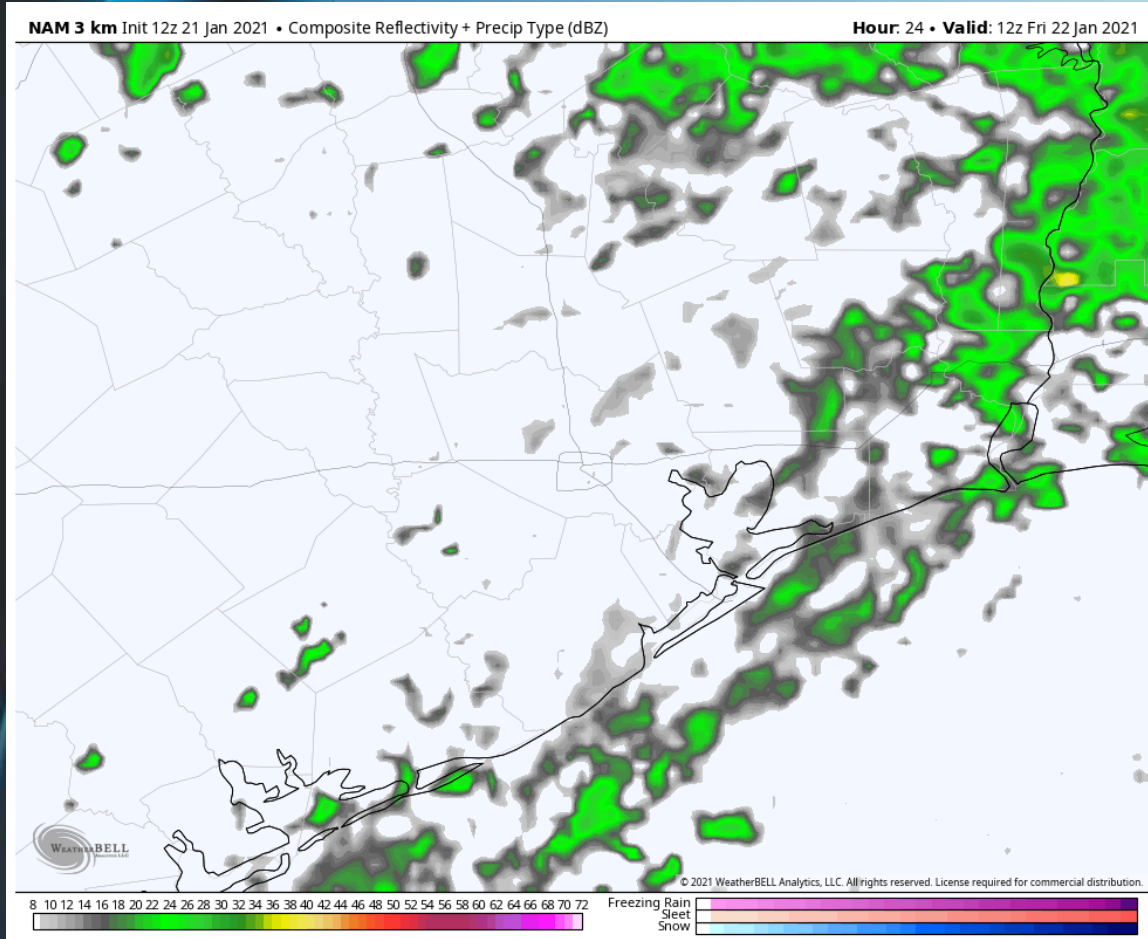 NAM 3 km Init 12z 21 Jan 2021 • Composite Reflectivity + Precip Type (dBZ) Hour: 24 • Valid: 12z Fri 22 Jan 2021
WEATHERBELL
ANALYTICS LLC
© 2021 WeatherBELL Analytics, LLC. All rights reserved. License required for commercial distribution.
8 10 12 14 16 18 20 22 24 26 28 30 32 34 36 38 40 42 44 46 48 50 52 54 56 58 60 62 64 66 68 70 72
Freezing Rain
Sleet
Snow